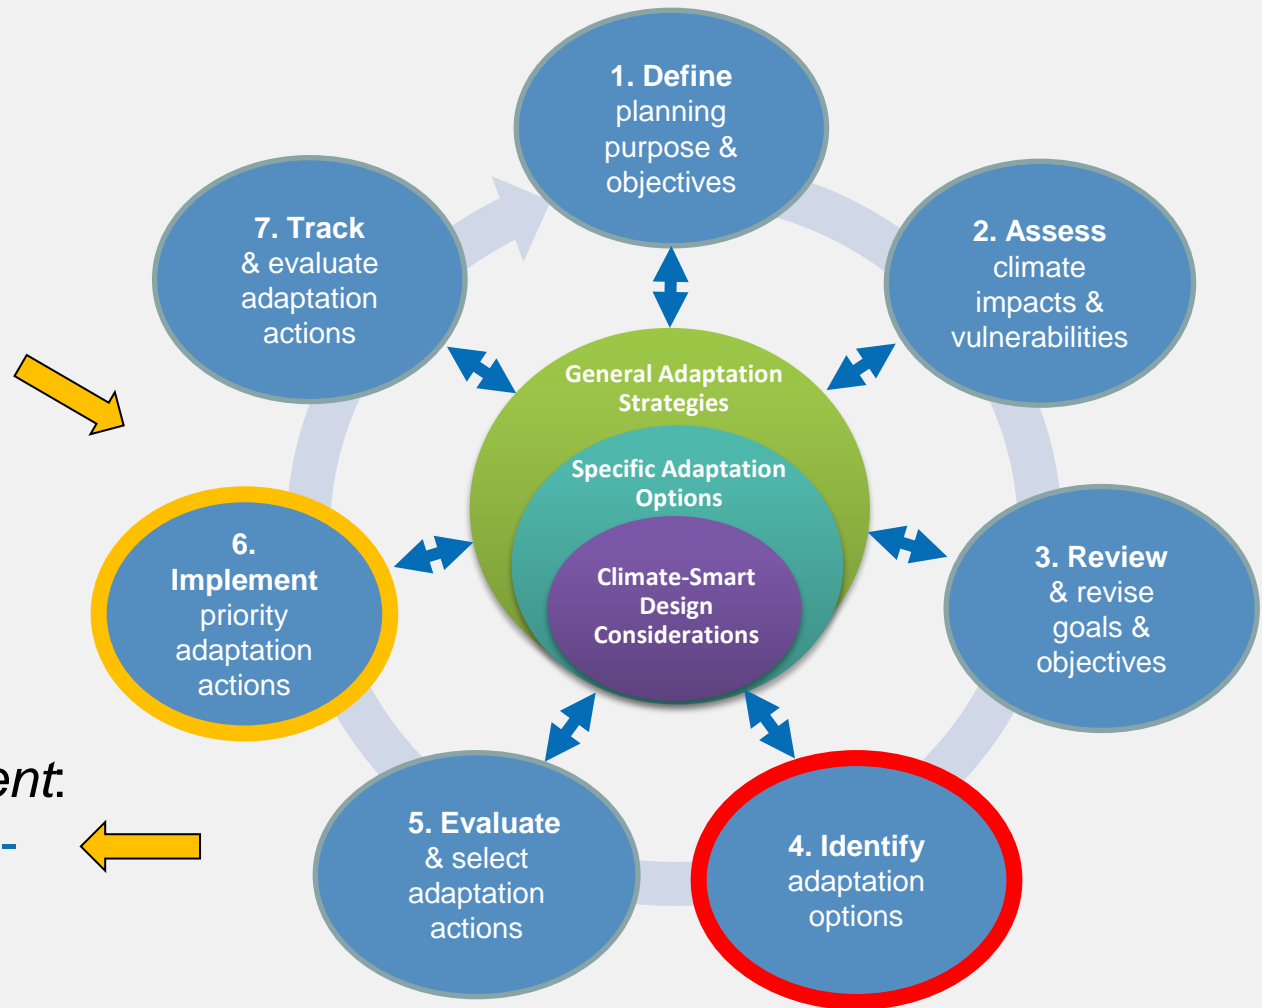 1. Define
planning
purpose &
objectives
2. Assess
climate
impacts &
vulnerabilities
3. Review
& revise
goals &
objectives
4. Identify
adaptation
options
5. Evaluate
& select
adaptation
actions
6.
Implement
priority
adaptation
actions
7. Track
& evaluate
adaptation
actions
General Adaptation
Strategies
Specific Adaptation
Options
Climate-Smart
Design
Considerations
ent:
-